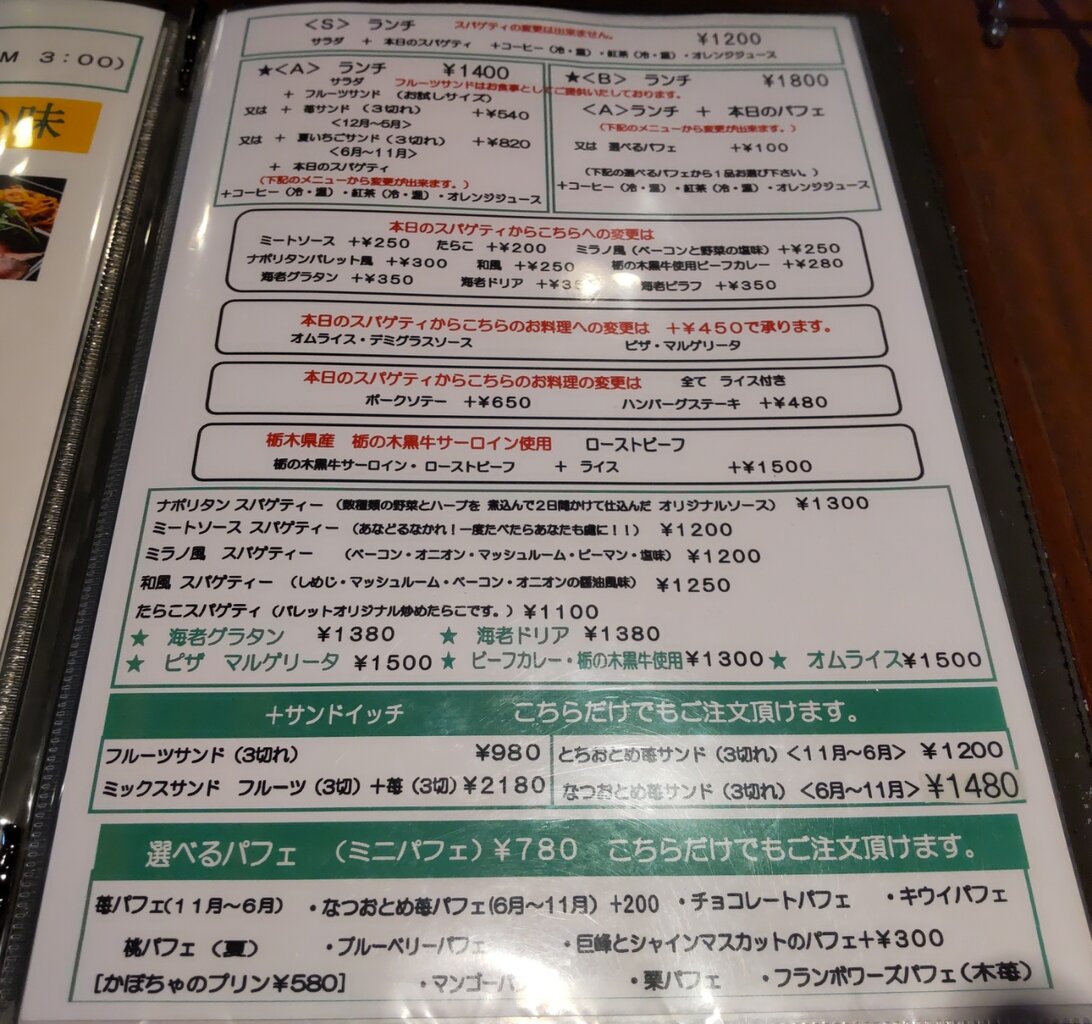 M 3:00)
味
<S> ランチ スパゲティの変更は出来ません。 ¥1200
サラダ + 本日のスパゲティ +コーヒー(冷・温)・紅茶(冷・温)・オレンジジュース
★<A> ランチ ¥1400
サラダ フルーツサンドはお食事としてご提供いたしております。
+ フルーツサンド (お試しサイズ)
又は + 苺サンド (3切れ) +¥540
<12月~5月>
又は + 夏いちごサンド(3切れ) +¥820
<6月~11月>
+ 本日のスパゲティ
(下記のメニューから変更が出来ます。)
+コーヒー(冷・温)・紅茶(冷・温)・オレンジジュース
★<B> ランチ ¥1800
<A>ランチ + 本日のパフェ
(下記のメニューから変更が出来ます。)
又は 選べるパフェ +¥100
(下記の選べるパフェから1品お選び下さい。)
+コーヒー(冷・温)・紅茶(冷・温)・オレンジジュース
本日のスパゲティからこちらへの変更は
ミートソース +¥250 たらこ +¥200 ミラノ風(ベーコンと野菜の塩味)+¥250
ナポリタンパレット風 +¥300 和風 +¥250 栃の木黒牛使用ビーフカレー +¥280
海老グラタン +¥350 海老ドリア +¥35 海老ピラフ +¥350
本日のスパゲティからこちらのお料理への変更は +¥450で承ります。
オムライス・デミグラスソース ピザ・マルゲリータ
本日のスパゲティからこちらのお料理の変更は 全て ライス付き
ポークソテー +¥650 ハンバーグステーキ +¥480
栃木県産 栃の木黒牛サーロイン使用 ローストビーフ
栃の木黒牛サーロイン・ローストビーフ + ライス +¥1500
ナポリタン スパゲティー (数種類の野菜とハーブを 煮込んで2日間かけて仕込んだ オリジナルソース) ¥1300
ミートソース スパゲティー (あなどるなかれ!一度たべたらあなたも虜に!!) ¥1200
ミラノ風 スパゲティー (ベーコン・オニオン・マッシュルーム・ピーマン・塩味) ¥1200
和風 スパゲティー (しめじ・マッシュルーム・ベーコン・オニオンの醤油風味) ¥1250
たらこスパゲティ(パレットオリジナル炒めたらこです。)¥1100
★ 海老グラタン ¥1380 ★ 海老ドリア ¥1380
★ ピザ マルゲリータ ¥1500 ★ ビーフカレー・栃の木黒牛使用¥1300 ★ オムライス¥1500
+サンドイッチ こちらだけでもご注文頂けます。
フルーツサンド(3切れ) ¥980
ミックスサンド フルーツ(3切)+苺(3切)¥2180
とちおとめ苺サンド(3切れ)<11月~6月> ¥1200
なつおとめ苺サンド(3切れ)<6月~11月>¥1480
選べるパフェ (ミニパフェ)¥780 こちらだけでもご注文頂けます。
苺パフェ(11月~6月) ・なつおとめ苺パフェ(6月~11月) +200 ・チョコレートパフェ ・キウイパフェ
桃パフェ(夏) ・ブルーベリーパフェ ・巨峰とシャインマスカットのパフェ+¥300
[かぼちゃのプリン¥580] ・マンゴーパ ・栗パフェ ・フランボワーズパフェ(木苺)